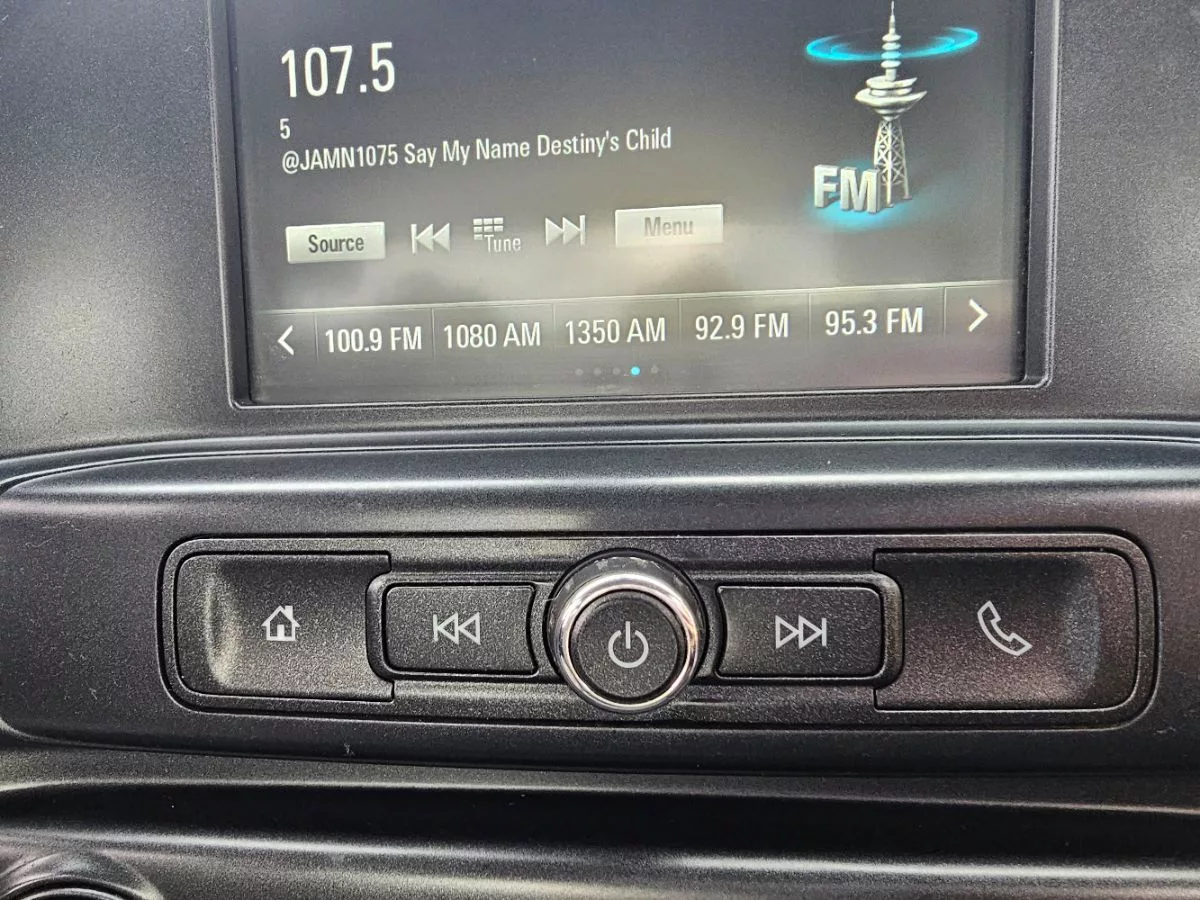 107.5
5
@JAMN1075 Say My Name Destiny's Child
FM
Source Tune Menu
100.9 FM 1080 AM 1350 AM 92.9 FM 95.3 FM